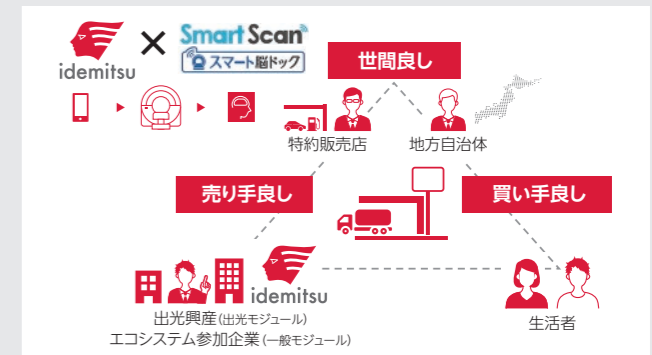 idemitsu
×
Smart Scan
スマート脳ドック
世間良し
特約販売店
地方自治体
売り手良し
買い手良し
idemitsu
出光興産(出光モジュール)
エコシステム参加企業(一般モジュール)
生活者